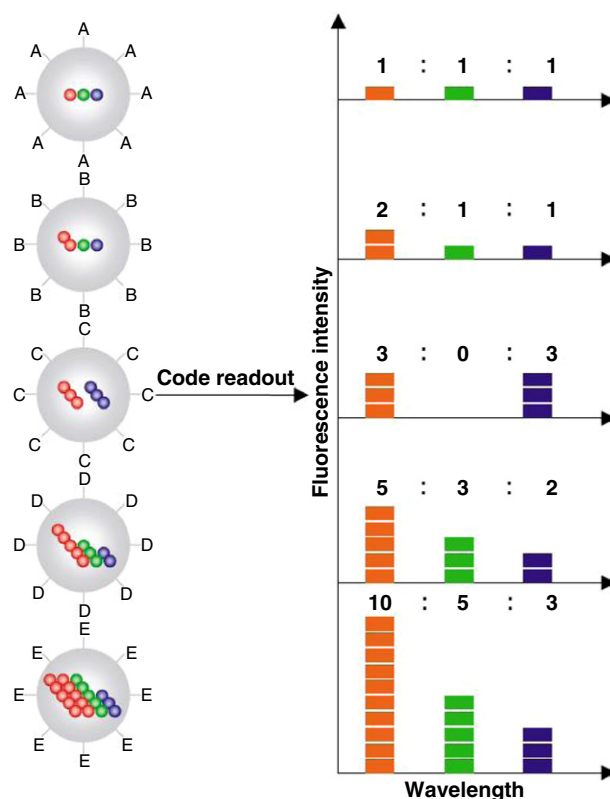 A
A A
A A
A A
A
B
B B
B B
B B
B
C
C C
C C
C C
C
D
D D
D D
D D
D
E
E E
E E
E E
E
Code readout
Fluorescence intensity
1 : 1 : 1
2 : 1 : 1
3 : 0 : 3
5 : 3 : 2
10 : 5 : 3
Wavelength